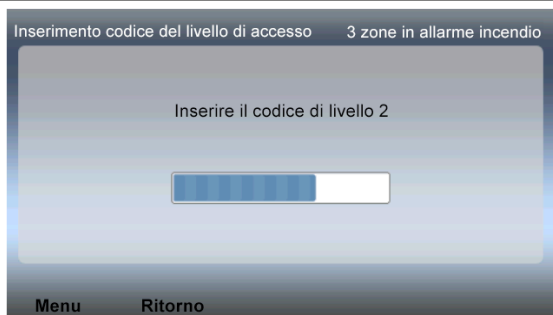 Inserimento codice del livello di accesso 3 zone in allarme incendio
Inserire il codice di livello 2
Menu Ritorno